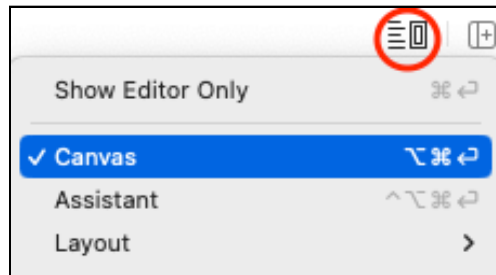 Show Editor Only ⌘↩
✓ Canvas ⌥⌘↩
Assistant ^⌥⌘↩
Layout >